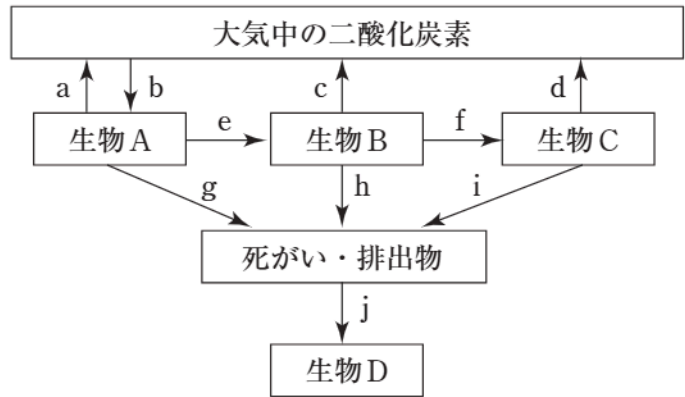 大気中の二酸化炭素
a b c d
生物A e 生物B f 生物C
g h i
死がい・排出物
j
生物D